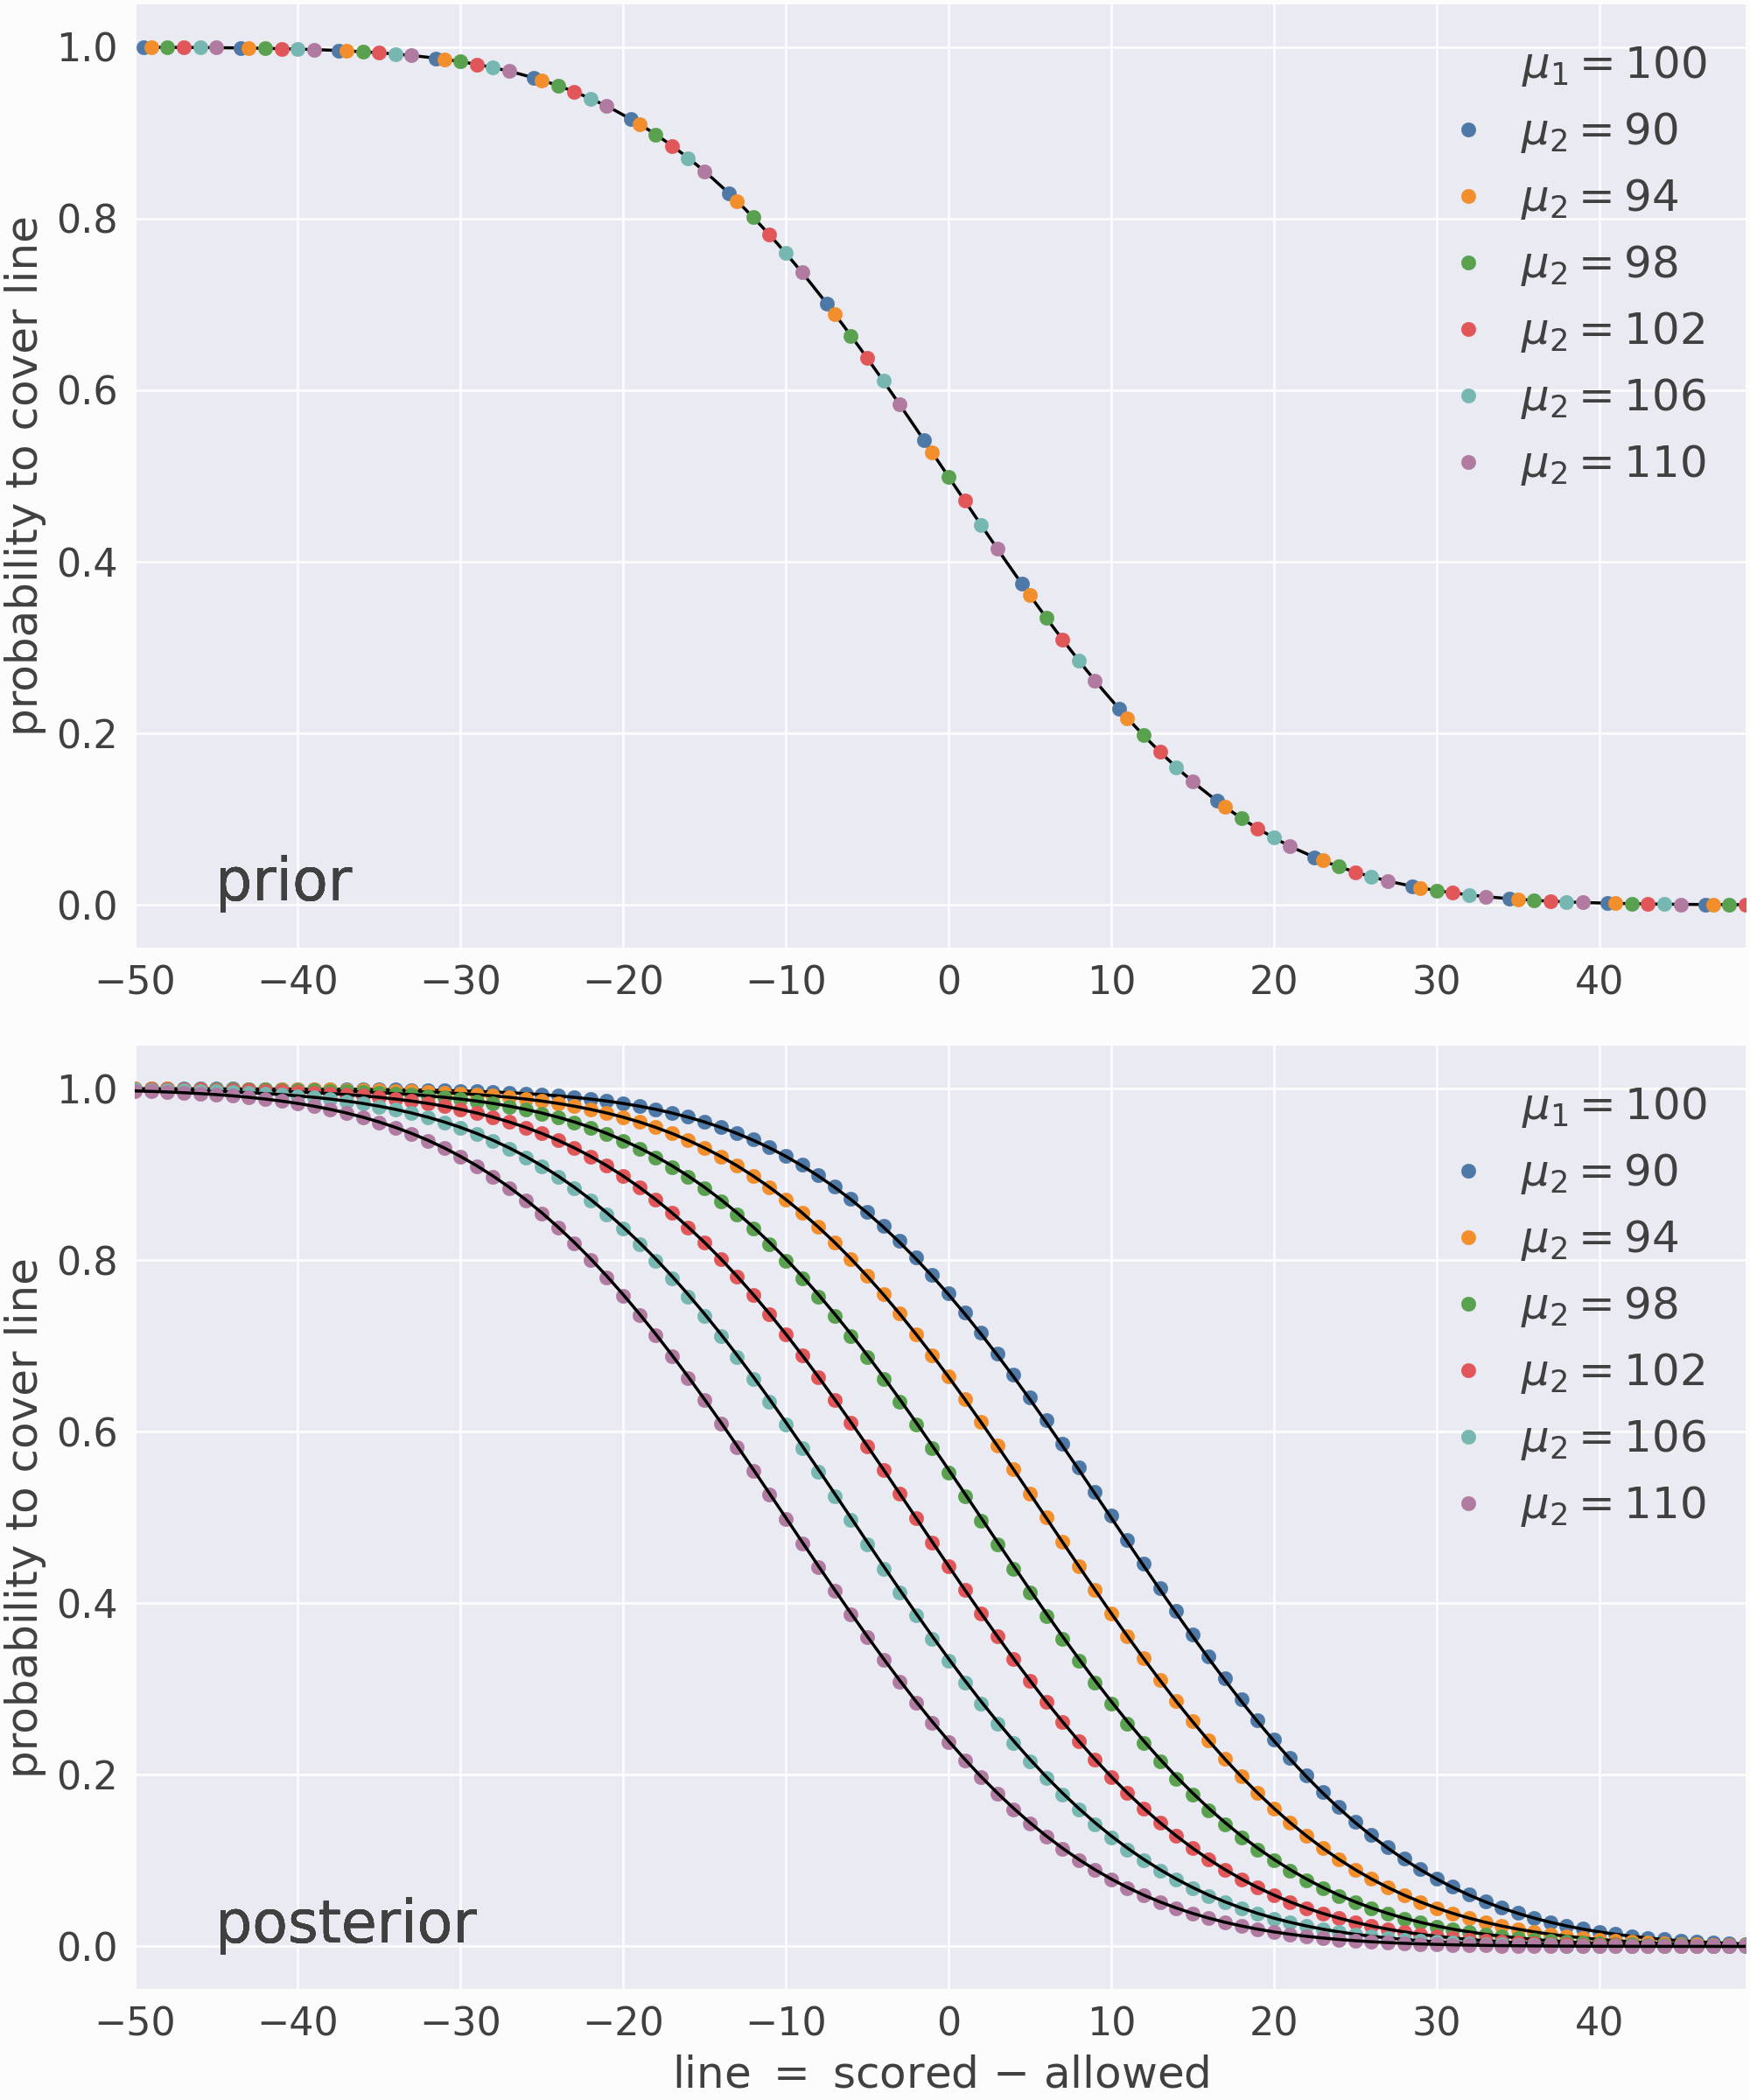 probability to cover line
1.0
0.8
0.6
0.4
0.2
0.0
μ₁ = 100
μ₂ = 90
μ₂ = 94
μ₂ = 98
μ₂ = 102
μ₂ = 106
μ₂ = 110
prior
−50 −40 −30 −20 −10 0 10 20 30 40
probability to cover line
1.0
0.8
0.6
0.4
0.2
0.0
μ₁ = 100
μ₂ = 90
μ₂ = 94
μ₂ = 98
μ₂ = 102
μ₂ = 106
μ₂ = 110
posterior
−50 −40 −30 −20 −10 0 10 20 30 40
line = scored − allowed